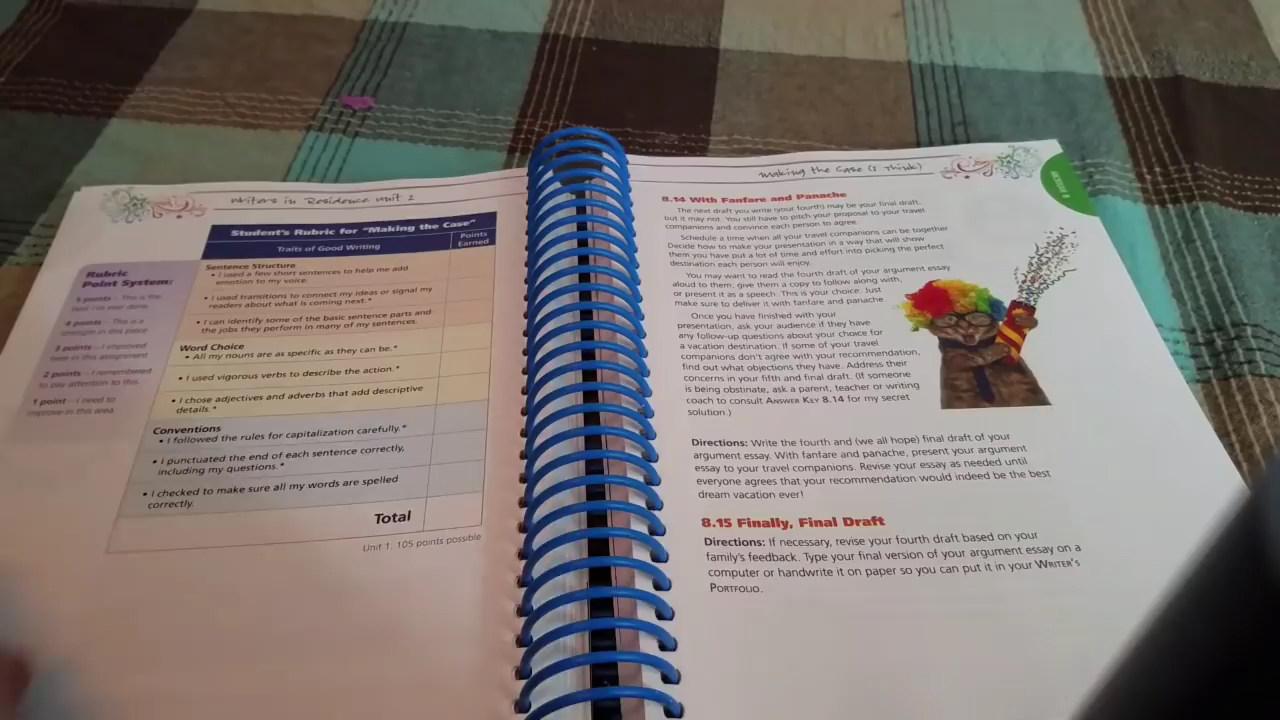 Writers in Residence Unit 2
Student's Rubric for "Making the Case"
Traits of Good Writing
Points
Earned
Rubric
Point System:
5 points – This is the
best I've ever done.
4 points – This is a
strength in this piece
3 points – I improved
here in this assignment
2 points – I remembered
to pay attention to this.
1 point – I need to
improve in this area
Sentence Structure
• I used a few short sentences to help me add
emotion to my voice.
• I used transitions to connect my ideas or signal my
readers about what is coming next.*
• I can identify some of the basic sentence parts and
the jobs they perform in many of my sentences.
Word Choice
• All my nouns are as specific as they can be.*
• I used vigorous verbs to describe the action.*
• I chose adjectives and adverbs that add descriptive
details.*
Conventions
• I followed the rules for capitalization carefully.*
• I punctuated the end of each sentence correctly,
including my questions.*
• I checked to make sure all my words are spelled
correctly.
Total
Unit 1: 105 points possible
Making the Case (I Think)
8.14 With Fanfare and Panache
The next draft you write (your fourth) may be your final draft,
but it may not. You still have to pitch your proposal to your travel
companions and convince each person to agree.
Schedule a time when all your travel companions can be together
Decide how to make your presentation in a way that will show
them you have put a lot of time and effort into picking the perfect
destination each person will enjoy.
You may want to read the fourth draft of your argument essay
aloud to them, give them a copy to follow along with,
or present it as a speech. This is your choice. Just
make sure to deliver it with fanfare and panache
Once you have finished with your
presentation, ask your audience if they have
any follow-up questions about your choice for
a vacation destination. If some of your travel
companions don't agree with your recommendation,
find out what objections they have. Address their
concerns in your fifth and final draft. (If someone
is being obstinate, ask a parent, teacher or writing
coach to consult ANSWER KEY 8.14 for my secret
solution.)
Directions: Write the fourth and (we all hope) final draft of your
argument essay. With fanfare and panache, present your argument
essay to your travel companions. Revise your essay as needed until
everyone agrees that your recommendation would indeed be the best
dream vacation ever!
8.15 Finally, Final Draft
Directions: If necessary, revise your fourth draft based on your
family's feedback. Type your final version of your argument essay on a
computer or handwrite it on paper so you can put it in your WRITER'S
PORTFOLIO.